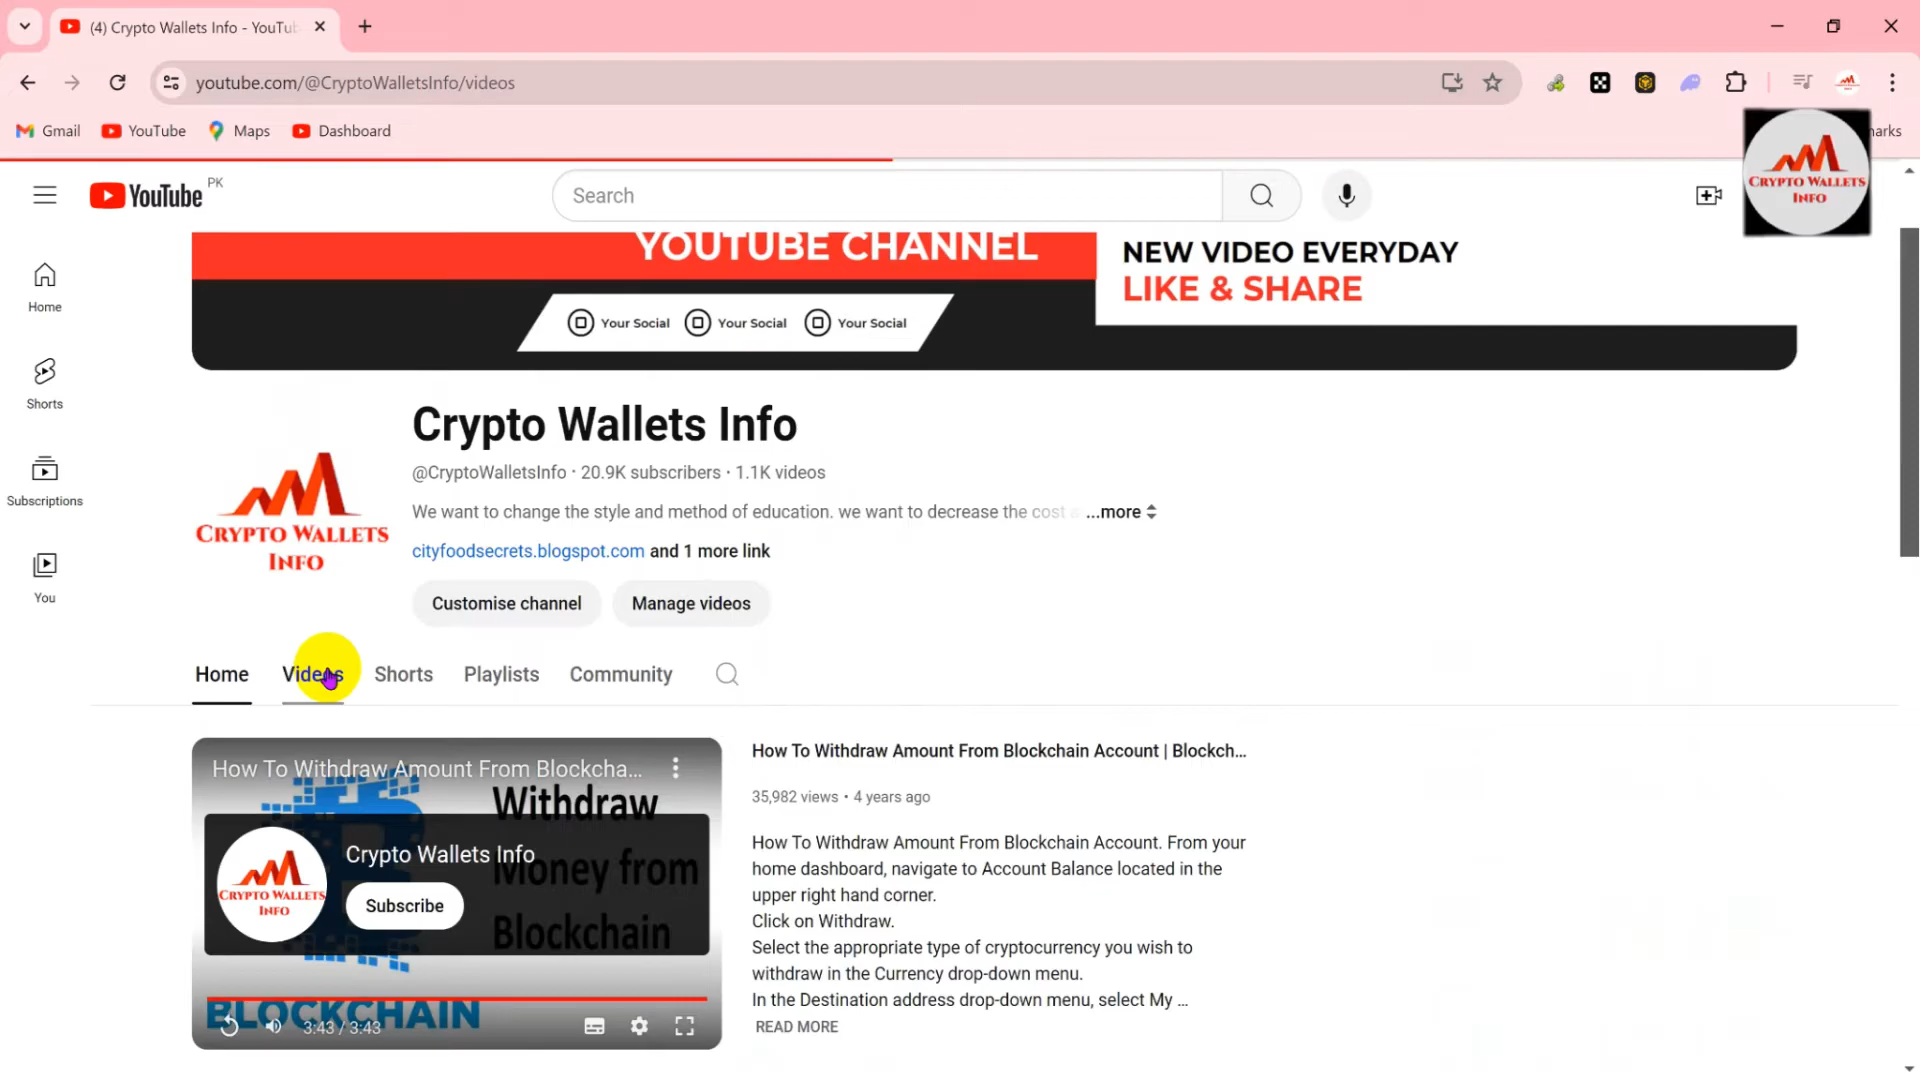 (4) Crypto Wallets Info - YouTub
youtube.com/@CryptoWalletsInfo/videos
Gmail
YouTube
Maps
Dashboard
arks
CRYPTO WALLETS
INFO
YouTube PK
Search
Home
Shorts
Subscriptions
You
YOUTUBE CHANNEL
NEW VIDEO EVERYDAY
LIKE & SHARE
Your Social
Your Social
Your Social
CRYPTO WALLETS
INFO
Crypto Wallets Info
@CryptoWalletsInfo · 20.9K subscribers · 1.1K videos
We want to change the style and method of education. we want to decrease the cost a ...more
cityfoodsecrets.blogspot.com and 1 more link
Customise channel
Manage videos
Home
Videos
Shorts
Playlists
Community
How To Withdraw Amount From Blockcha...
Withdraw
Money from
Blockchain
BLOCKCHAIN
CRYPTO WALLETS
INFO
Crypto Wallets Info
Subscribe
3:43 / 3:43
How To Withdraw Amount From Blockchain Account | Blockch...
35,982 views • 4 years ago
How To Withdraw Amount From Blockchain Account. From your
home dashboard, navigate to Account Balance located in the
upper right hand corner.
Click on Withdraw.
Select the appropriate type of cryptocurrency you wish to
withdraw in the Currency drop-down menu.
In the Destination address drop-down menu, select My ...
READ MORE